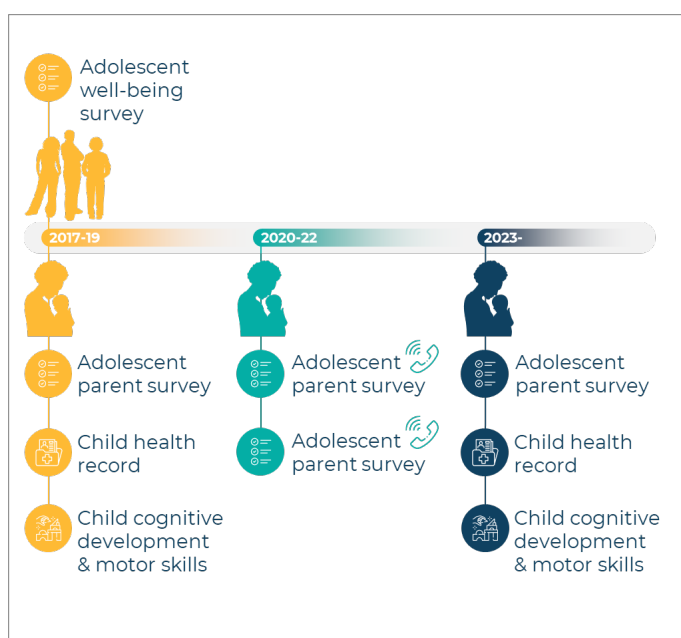 Adolescent
well-being
survey
2017-19
2020-22
2023-
Adolescent
parent survey
Child health
record
Child cognitive
development
& motor skills
Adolescent
parent survey
Adolescent
parent survey
Adolescent
parent survey
Child health
record
Child cognitive
development
& motor skills